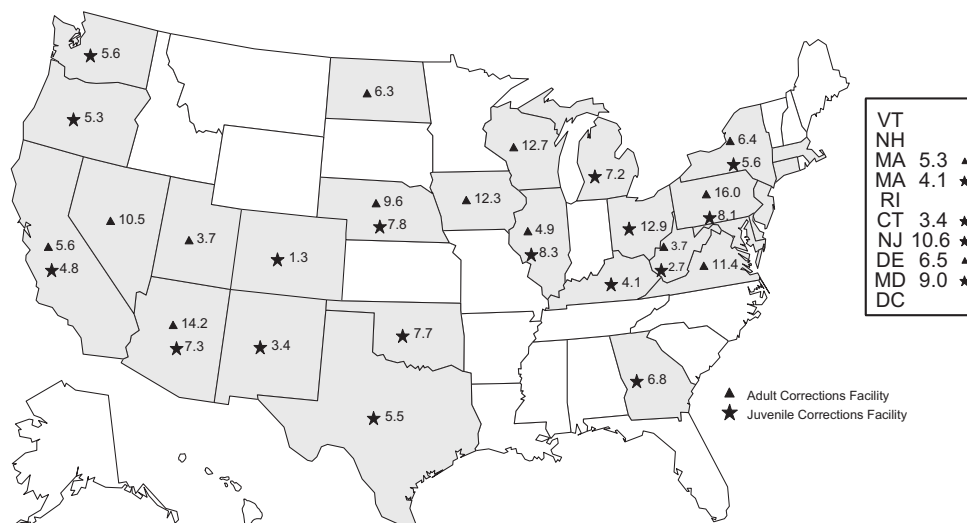 5.6
5.3
6.3
12.7
7.2
6.4
5.6
9.6
7.8
12.3
4.9
8.3
12.9
16.0
8.1
3.7
2.7
11.4
4.1
10.5
3.7
1.3
5.6
4.8
14.2
7.3
3.4
7.7
5.5
6.8
VT
NH
MA 5.3 ▲
MA 4.1 ★
RI
CT 3.4 ★
NJ 10.6 ★
DE 6.5 ▲
MD 9.0 ★
DC
▲ Adult Corrections Facility
★ Juvenile Corrections Facility